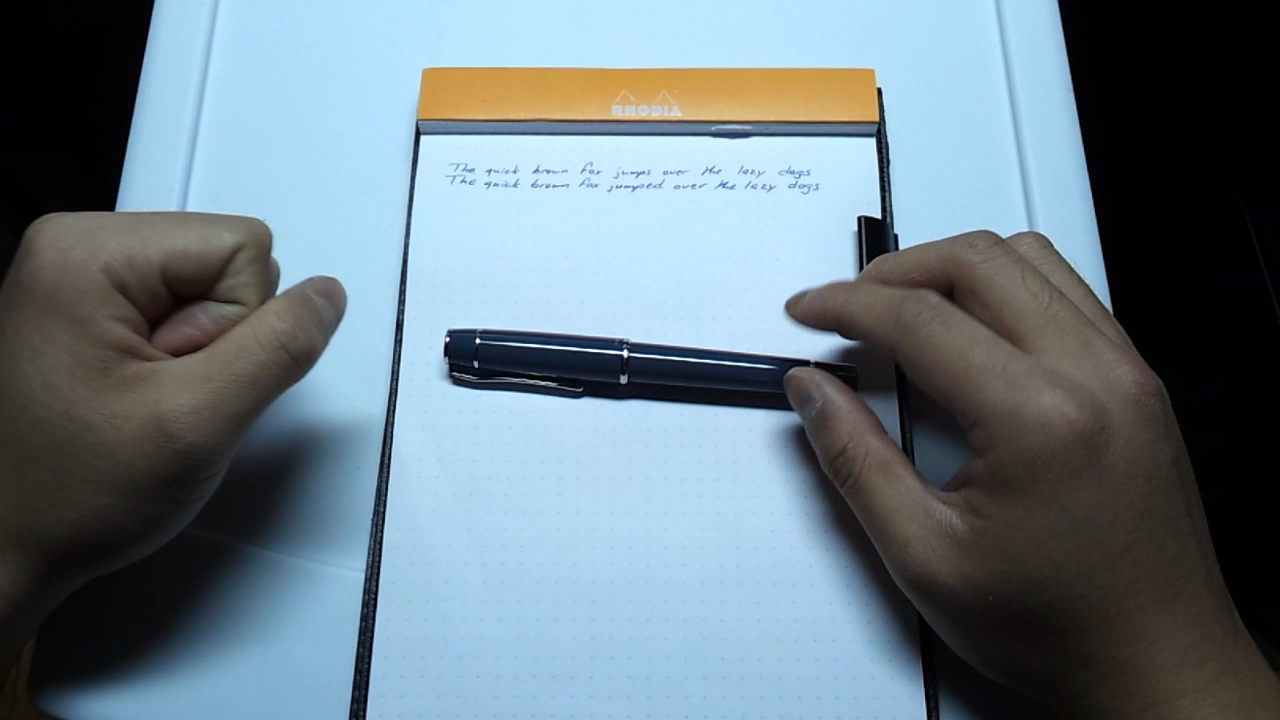 RHODIA
The quick brown fox jumps over the lazy dogs
The quick brown fox jumped over the lazy dogs